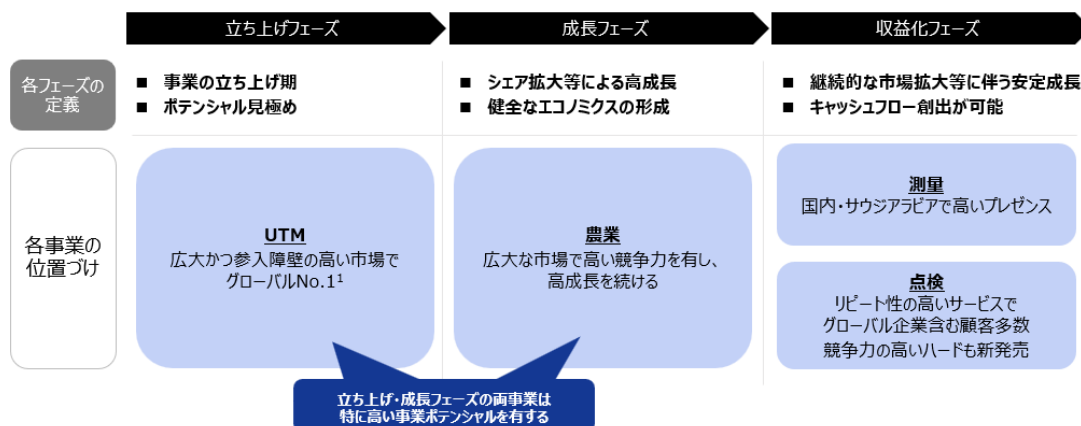 立ち上げフェーズ
成長フェーズ
収益化フェーズ
各フェーズの
定義
■ 事業の立ち上げ期
■ ポテンシャル見極め
■ シェア拡大等による高成長
■ 健全なエコノミクスの形成
■ 継続的な市場拡大等に伴う安定成長
■ キャッシュフロー創出が可能
各事業の
位置づけ
UTM
広大かつ参入障壁の高い市場で
グローバルNo.1¹
農業
広大な市場で高い競争力を有し、
高成長を続ける
測量
国内・サウジアラビアで高いプレゼンス
点検
リピート性の高いサービスで
グローバル企業含む顧客多数
競争力の高いハードも新発売
立ち上げ・成長フェーズの両事業は
特に高い事業ポテンシャルを有する